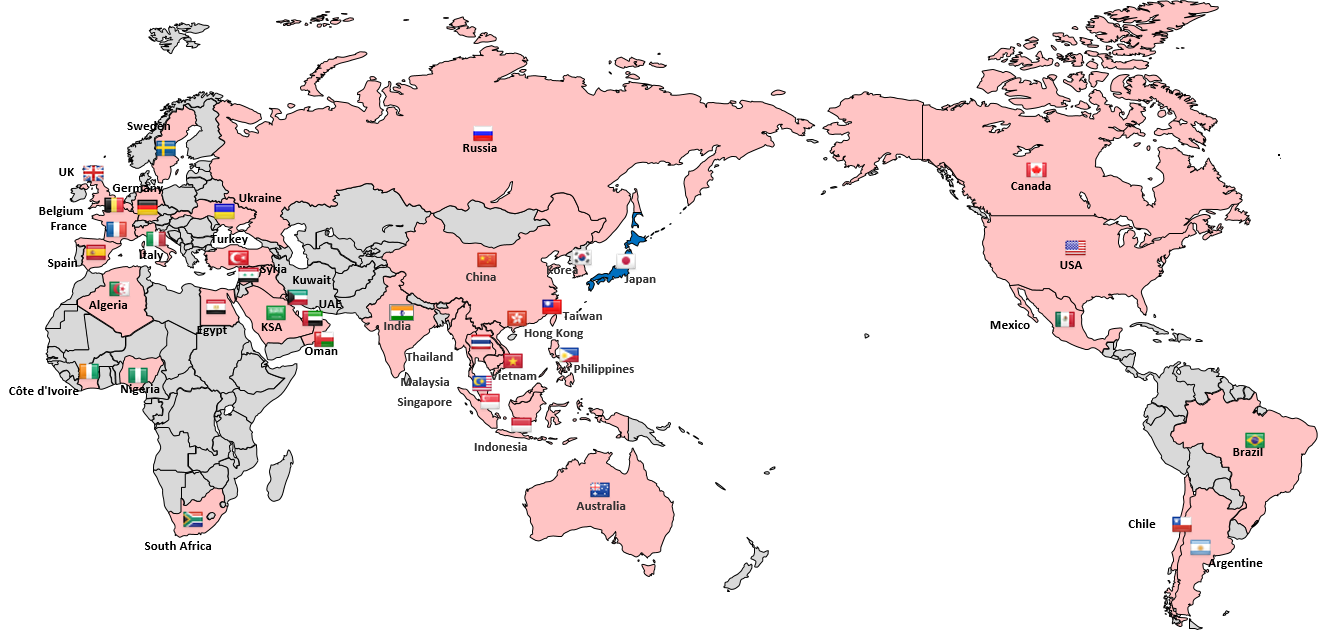 Sweden
Russia
UK
Germany
Canada
Belgium
Ukraine
France
Turkey
USA
Spain
Italy
Syria
Korea
China
Japan
Kuwait
Algeria
UAE
Egypt
KSA
India
Taiwan
Mexico
Hong Kong
Oman
Thailand
Philippines
Vietnam
Malaysia
Côte d'Ivoire
Nigeria
Singapore
Indonesia
Brazil
Australia
Chile
South Africa
Argentine